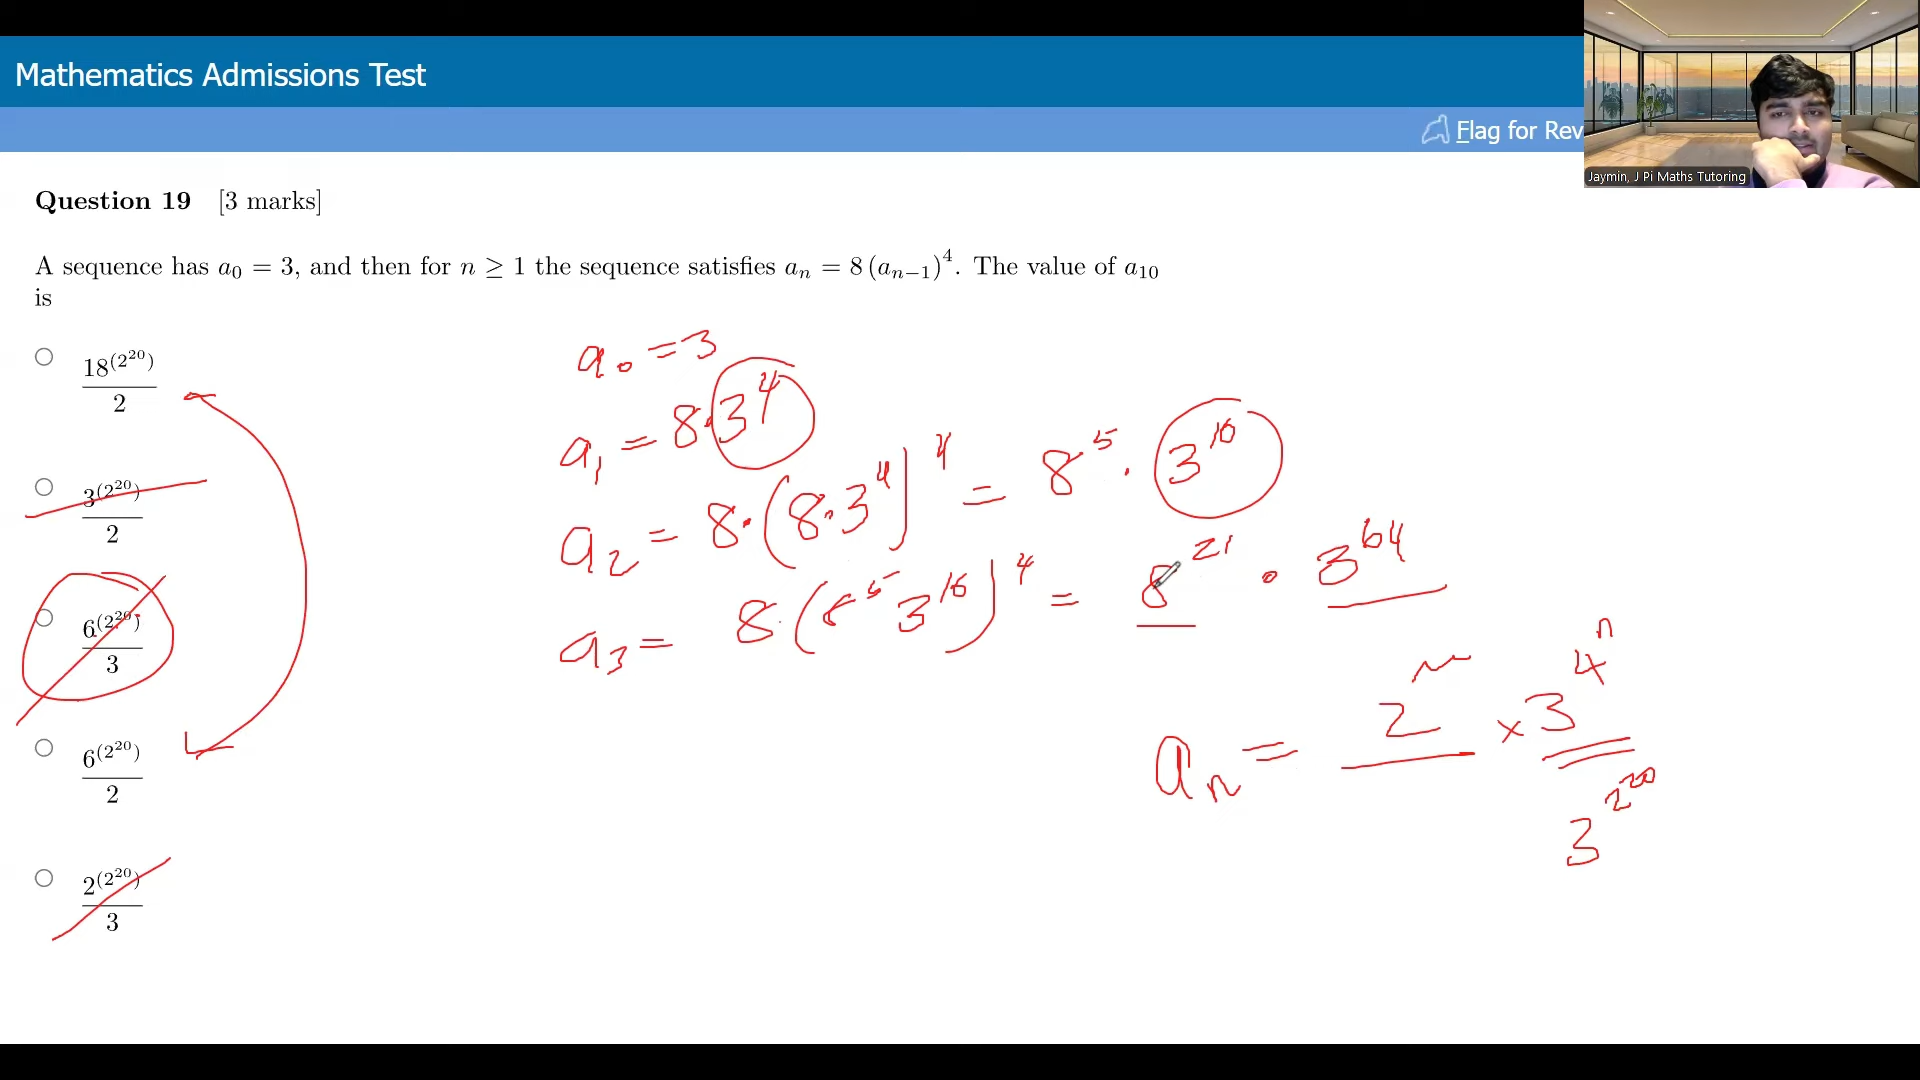 Mathematics Admissions Test
Flag for Rev
Jaymin, J Pi Maths Tutoring
Question 19 [3 marks]
A sequence has a₀ = 3, and then for n ≥ 1 the sequence satisfies aₙ = 8 (aₙ₋₁)⁴. The value of a₁₀
is
18^(2^20) / 2
3^(2^20) / 2
6^(2^20) / 3
6^(2^20) / 2
2^(2^20) / 3
a₀ = 3
a₁ = 8·3⁴
a₂ = 8·(8·3⁴)⁴ = 8⁵·3¹⁶
a₃ = 8·(8⁵3¹⁶)⁴ = 8²¹·3⁶⁴
aₙ = 2 × 3^4^n
3^2^20